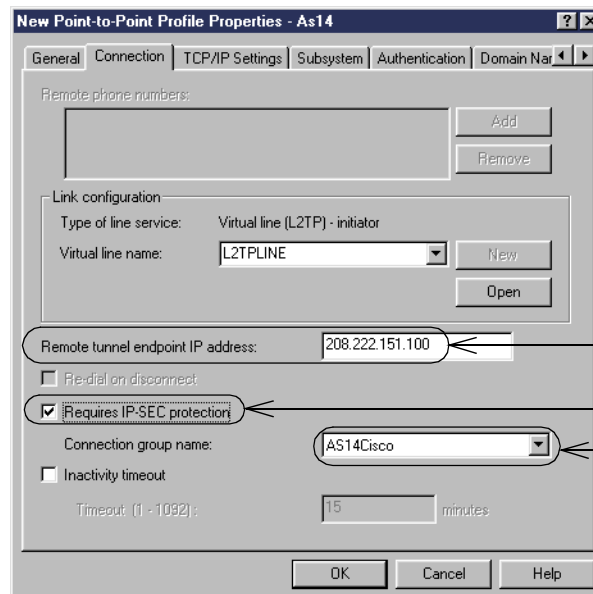 New Point-to-Point Profile Properties - As14
General Connection TCP/IP Settings Subsystem Authentication Domain Nar
Remote phone numbers:
Add
Remove
Link configuration
Type of line service: Virtual line (L2TP) - initiator
Virtual line name: L2TPLINE New
Open
Remote tunnel endpoint IP address: 208.222.151.100
Re-dial on disconnect
Requires IP-SEC protection
Connection group name: AS14Cisco
Inactivity timeout
Timeout (1 - 1092) : 15 minutes
OK Cancel Help